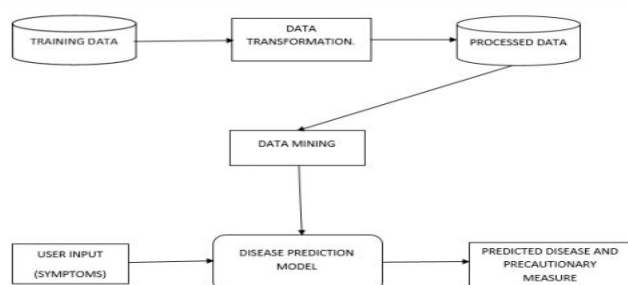 TRAINING DATA
DATA
TRANSFORMATION.
PROCESSED DATA
DATA MINING
USER INPUT
(SYMPTOMS)
DISEASE PREDICTION
MODEL
PREDICTED DISEASE AND
PRECAUTIONARY
MEASURE